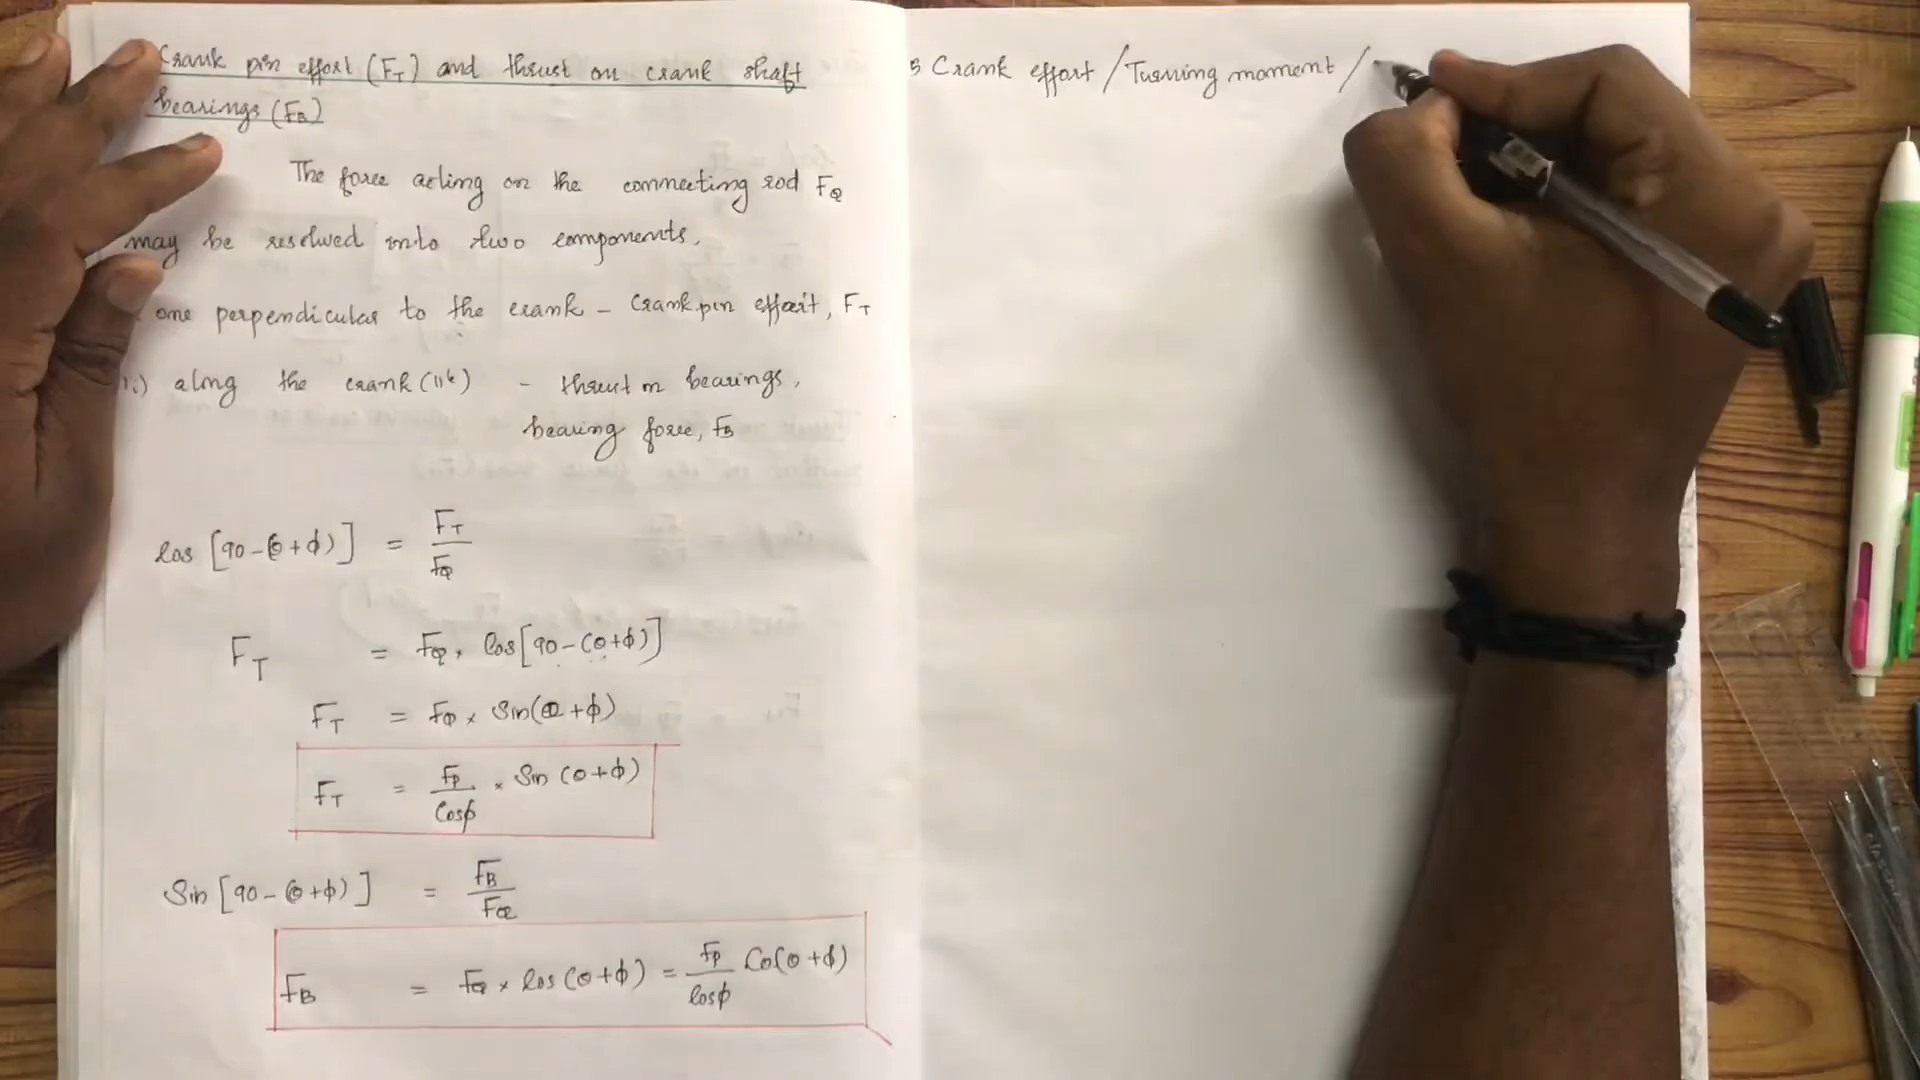 Crank pin effort (FT) and thrust on crank shaft
bearings (FB)
The force acting on the connecting rod FQ
may be resolved into two components,
one perpendicular to the crank - Crank pin effort, FT
ii) along the crank (11k) - thrust on bearings,
bearing force, FB
Cos [90-(θ+ϕ)] = FT/FQ
FT = FQ × Cos[90-(θ+ϕ)]
FT = FQ × Sin(θ+ϕ)
FT = FP/Cosϕ × Sin (θ+ϕ)
Sin [90-(θ+ϕ)] = FB/FQ
FB = FQ × Cos(θ+ϕ) = FP/Cosϕ Co(θ+ϕ)
5 Crank effort / Turning moment /